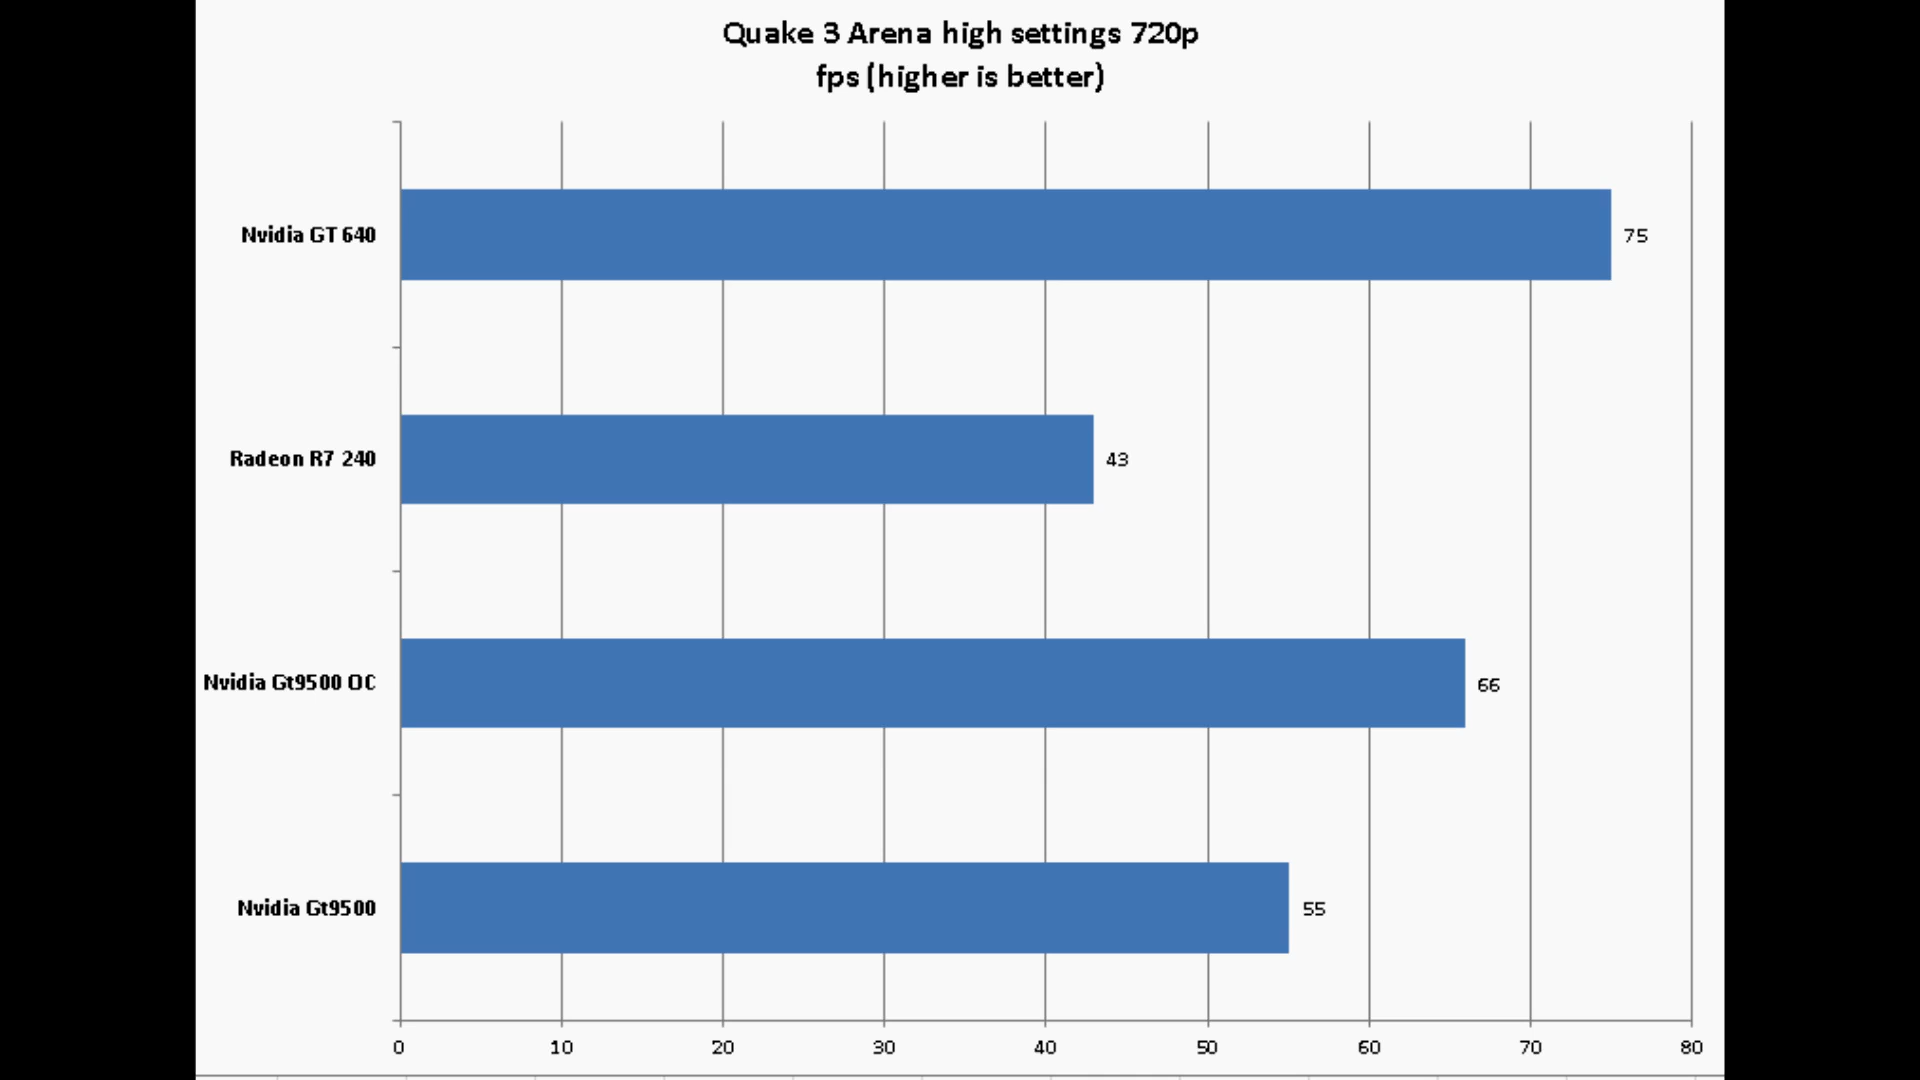 Quake 3 Arena high settings 720p
fps (higher is better)
Nvidia GT 640
75
Radeon R7 240
43
Nvidia Gt9500 OC
66
Nvidia Gt9500
55
0 10 20 30 40 50 60 70 80